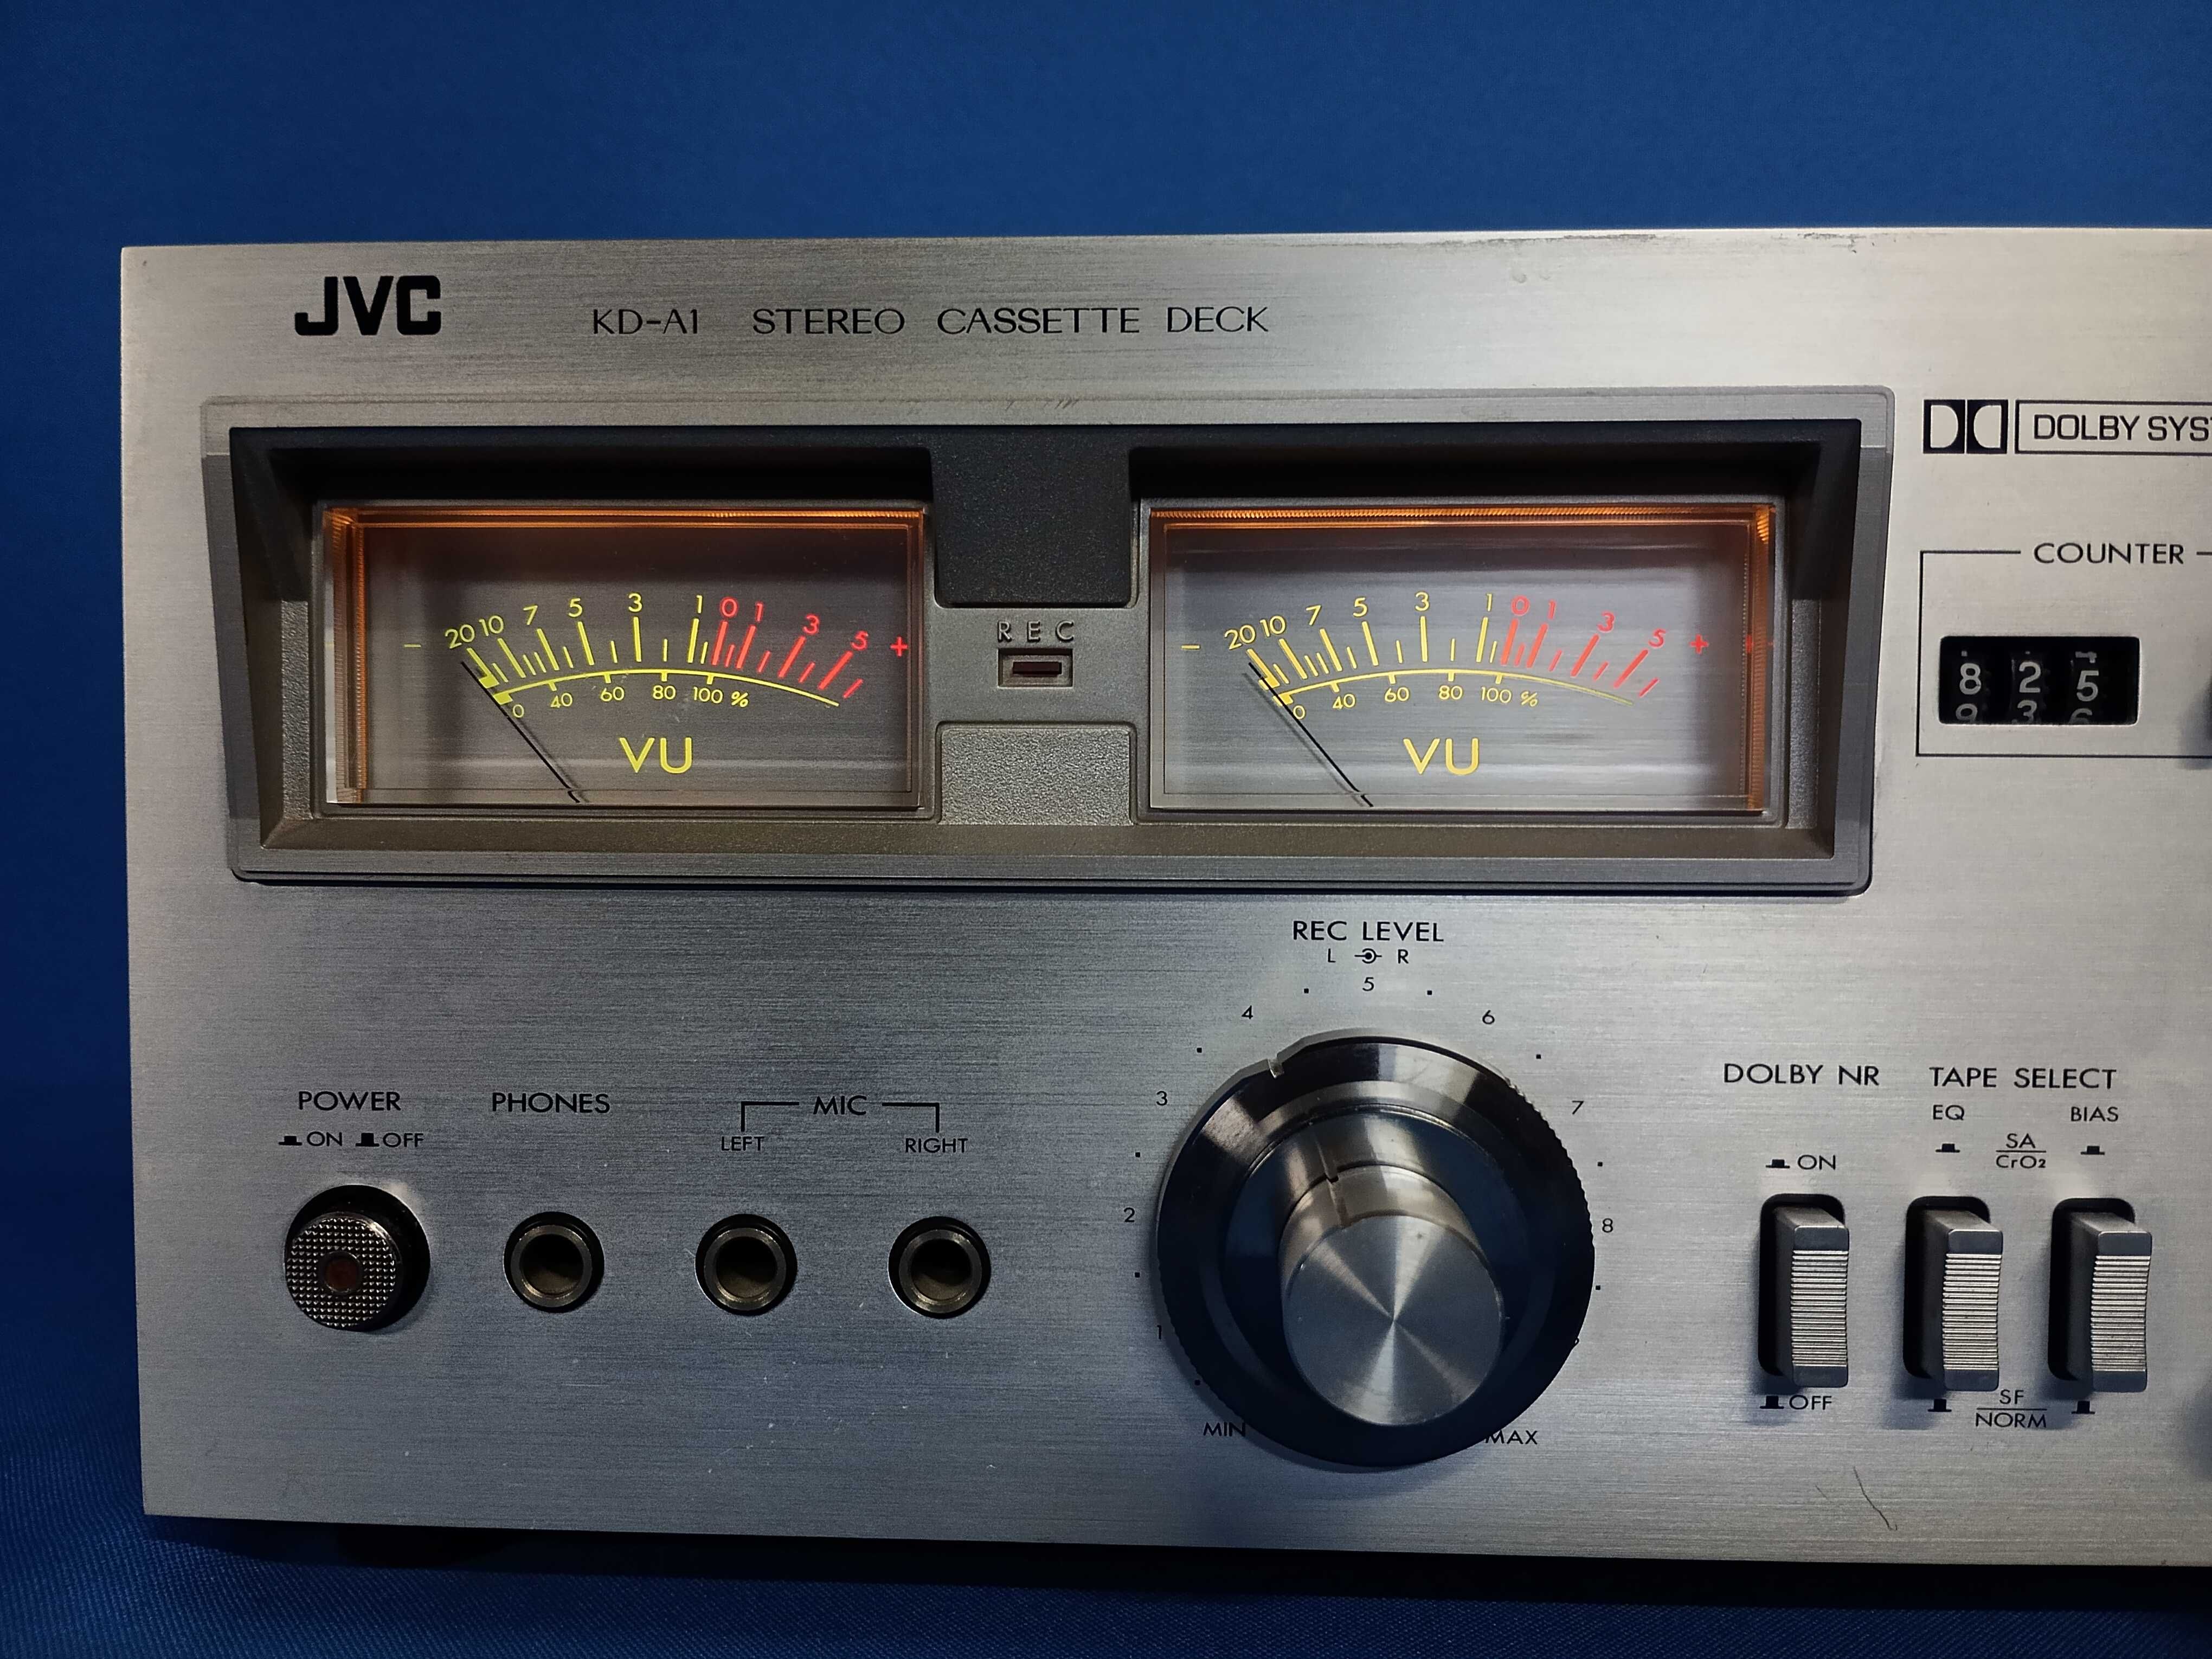 JVC KD-A1 STEREO CASSETTE DECK
DOLBY SYS
COUNTER
8 2 5
- 20 10 7 5 3 1 0 1 3 5 +
0 40 60 80 100 %
VU
REC
- 20 10 7 5 3 1 0 1 3 5 +
0 40 60 80 100 %
VU
REC LEVEL
L R
MIN 1 2 3 4 5 6 7 8 MAX
POWER
ON OFF
PHONES
MIC
LEFT RIGHT
DOLBY NR
ON
OFF
TAPE SELECT
EQ BIAS
SA
CrO2
SF
NORM